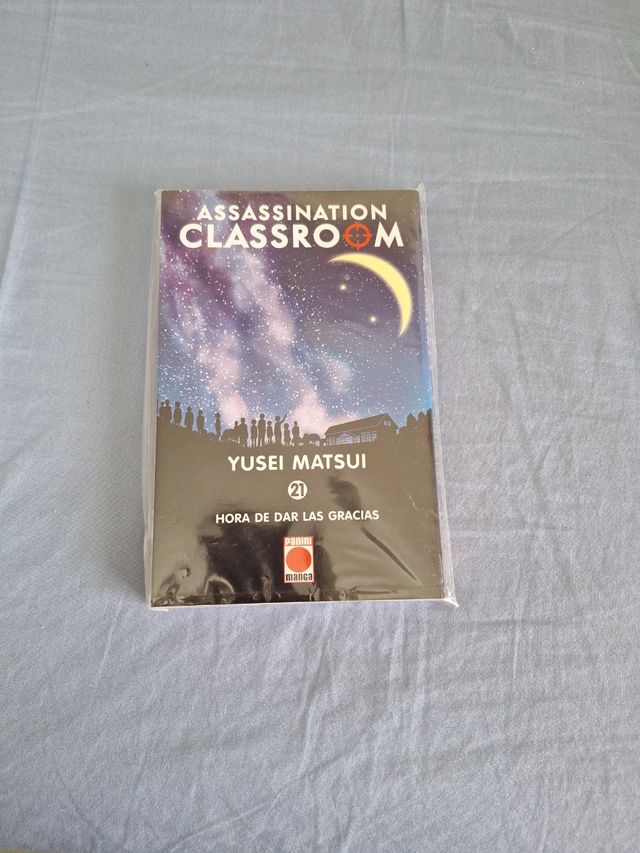 ASSASSINATION
CLASSROOM
YUSEI MATSUI
21
HORA DE DAR LAS GRACIAS
PANINI
manga